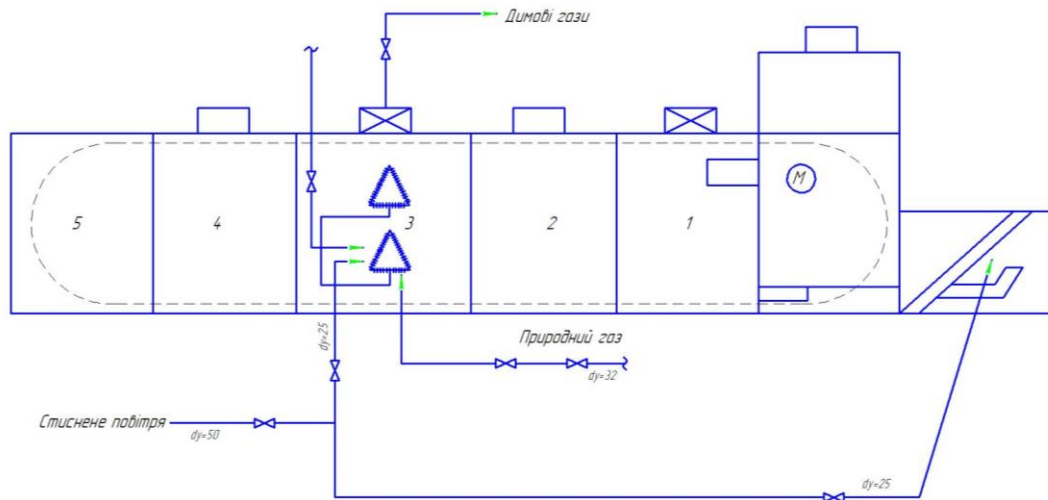 Димові гази
М
5
4
3
2
1
dy=25
Природний газ
dy=32
Стиснене повітря
dy=50
dy=25